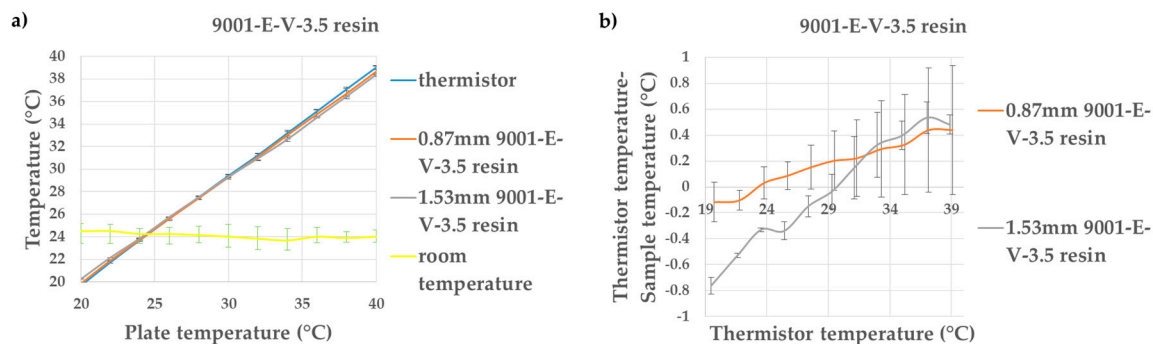 a)
9001-E-V-3.5 resin
40
38
36
34
32
30
28
26
24
22
20
20
25
30
35
40
Temperature (°C)
Plate temperature (°C)
thermistor
0.87mm 9001-E-
V-3.5 resin
1.53mm 9001-E-
V-3.5 resin
room
temperature
b)
9001-E-V-3.5 resin
1
0.8
0.6
0.4
0.2
0
-0.2
-0.4
-0.6
-0.8
-1
19
24
29
34
39
Thermistor temperature-
Sample temperature (°C)
Thermistor temperature (°C)
0.87mm 9001-E-
V-3.5 resin
1.53mm 9001-E-
V-3.5 resin